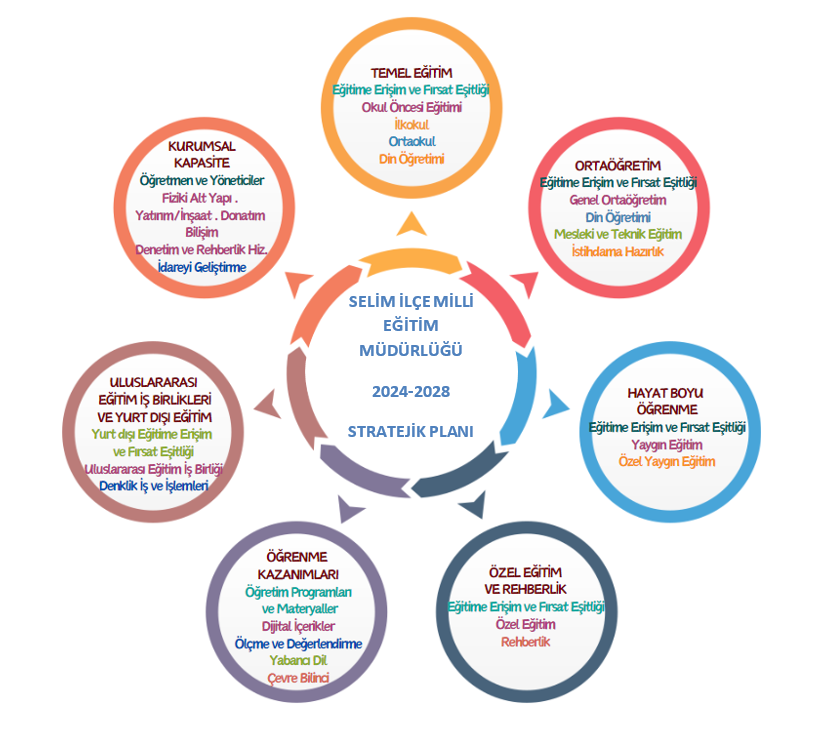 TEMEL EĞİTİM
Eğitime Erişim ve Fırsat Eşitliği
Okul Öncesi Eğitimi
İlkokul
Ortaokul
Din Öğretimi
ORTAÖĞRETİM
Eğitime Erişim ve Fırsat Eşitliği
Genel Ortaöğretim
Din Öğretimi
Mesleki ve Teknik Eğitim
İstihdama Hazırlık
HAYAT BOYU
ÖĞRENME
Eğitime Erişim ve Fırsat Eşitliği
Yaygın Eğitim
Özel Yaygın Eğitim
ÖZEL EĞİTİM
VE REHBERLİK
Eğitime Erişim ve Fırsat Eşitliği
Özel Eğitim
Rehberlik
ÖĞRENME
KAZANIMLARI
Öğretim Programları
ve Materyaller
Dijital İçerikler
Ölçme ve Değerlendirme
Yabancı Dil
Çevre Bilinci
ULUSLARARASI
EĞİTİM İŞ BİRLİKLERİ
VE YURT DIŞI EĞİTİM
Yurt dışı Eğitime Erişim
ve Fırsat Eşitliği
Uluslararası Eğitim İş Birliği
Denklik İş ve İşlemleri
KURUMSAL
KAPASİTE
Öğretmen ve Yöneticiler
Fiziki Alt Yapı .
Yatırım/İnşaat . Donatım
Bilişim
Denetim ve Rehberlik Hiz.
İdareyi Geliştirme
SELİM İLÇE MİLLİ
EĞİTİM
MÜDÜRLÜĞÜ
2024-2028
STRATEJİK PLANI